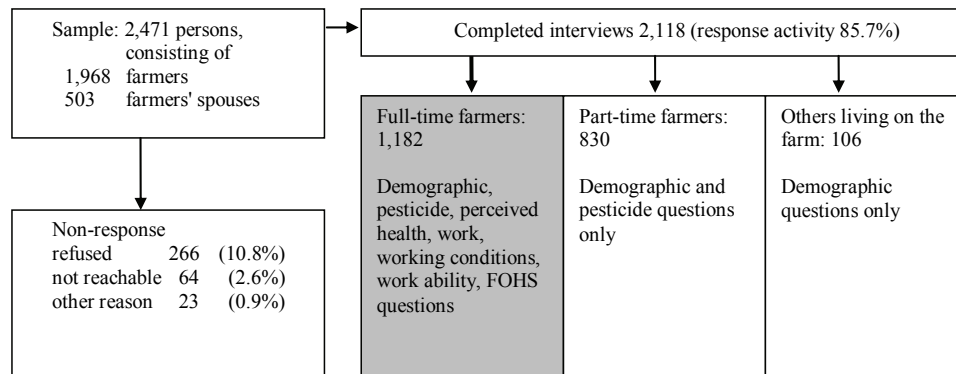 Sample: 2,471 persons,
consisting of
1,968 farmers
503 farmers' spouses
Completed interviews 2,118 (response activity 85.7%)
Full-time farmers:
1,182
Demographic,
pesticide, perceived
health, work,
working conditions,
work ability, FOHS
questions
Part-time farmers:
830
Demographic and
pesticide questions
only
Others living on the
farm: 106
Demographic
questions only
Non-response
refused 266 (10.8%)
not reachable 64 (2.6%)
other reason 23 (0.9%)